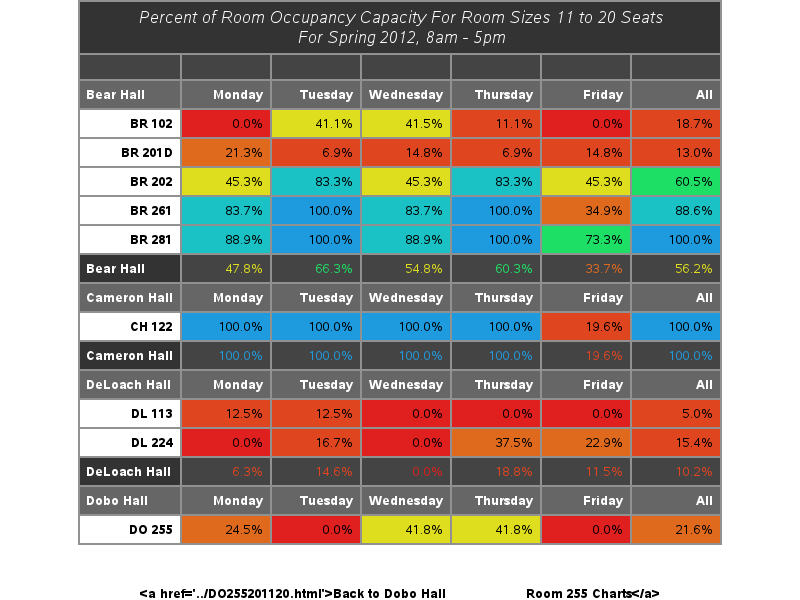 Percent of Room Occupancy Capacity For Room Sizes 11 to 20 Seats
For Spring 2012, 8am - 5pm
Bear Hall Monday Tuesday Wednesday Thursday Friday All
BR 102 0.0% 41.1% 41.5% 11.1% 0.0% 18.7%
BR 201D 21.3% 6.9% 14.8% 6.9% 14.8% 13.0%
BR 202 45.3% 83.3% 45.3% 83.3% 45.3% 60.5%
BR 261 83.7% 100.0% 83.7% 100.0% 34.9% 88.6%
BR 281 88.9% 100.0% 88.9% 100.0% 73.3% 100.0%
Bear Hall 47.8% 66.3% 54.8% 60.3% 33.7% 56.2%
Cameron Hall Monday Tuesday Wednesday Thursday Friday All
CH 122 100.0% 100.0% 100.0% 100.0% 19.6% 100.0%
Cameron Hall 100.0% 100.0% 100.0% 100.0% 19.6% 100.0%
DeLoach Hall Monday Tuesday Wednesday Thursday Friday All
DL 113 12.5% 12.5% 0.0% 0.0% 0.0% 5.0%
DL 224 0.0% 16.7% 0.0% 37.5% 22.9% 15.4%
DeLoach Hall 6.3% 14.6% 0.0% 18.8% 11.5% 10.2%
Dobo Hall Monday Tuesday Wednesday Thursday Friday All
DO 255 24.5% 0.0% 41.8% 41.8% 0.0% 21.6%
<a href='../DO255201120.html'>Back to Dobo Hall Room 255 Charts</a>